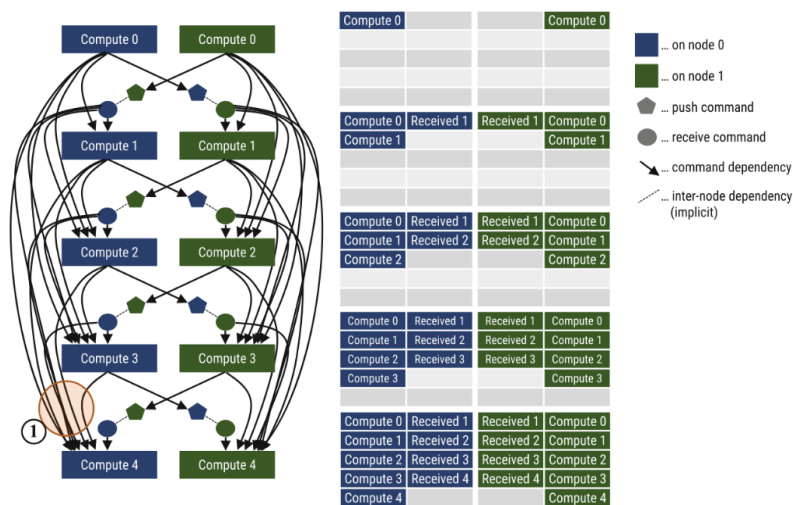 Compute 0 Compute 0
Compute 1 Compute 1
Compute 2 Compute 2
Compute 3 Compute 3
1
Compute 4 Compute 4
Compute 0 Compute 0
Compute 0 Received 1 Received 1 Compute 0
Compute 1 Compute 1
Compute 0 Received 1 Received 1 Compute 0
Compute 1 Received 2 Received 2 Compute 1
Compute 2 Compute 2
Compute 0 Received 1 Received 1 Compute 0
Compute 1 Received 2 Received 2 Compute 1
Compute 2 Received 3 Received 3 Compute 2
Compute 3 Compute 3
Compute 0 Received 1 Received 1 Compute 0
Compute 1 Received 2 Received 2 Compute 1
Compute 2 Received 3 Received 3 Compute 2
Compute 3 Received 4 Received 4 Compute 3
Compute 4 Compute 4
... on node 0
... on node 1
... push command
... receive command
... command dependency
... inter-node dependency
(implicit)